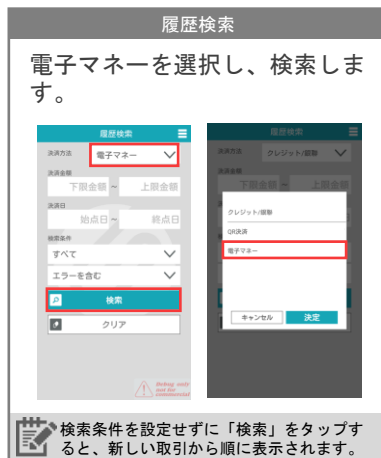 履歴検索
電子マネーを選択し、検索しま
す。
履歴検索
決済方法
電子マネー
決済金額
下限金額 ~ 上限金額
決済日
始点日 ~ 終点日
検索条件
すべて
エラーを含む
検索
クリア
Debug only
not for
commercial
履歴検索
決済方法
クレジット/銀聯
決済金額
下限金額 ~ 上限金額
クレジット/銀聯
QR決済
電子マネー
キャンセル
決定
検索条件を設定せずに「検索」をタップす
ると、新しい取引から順に表示されます。